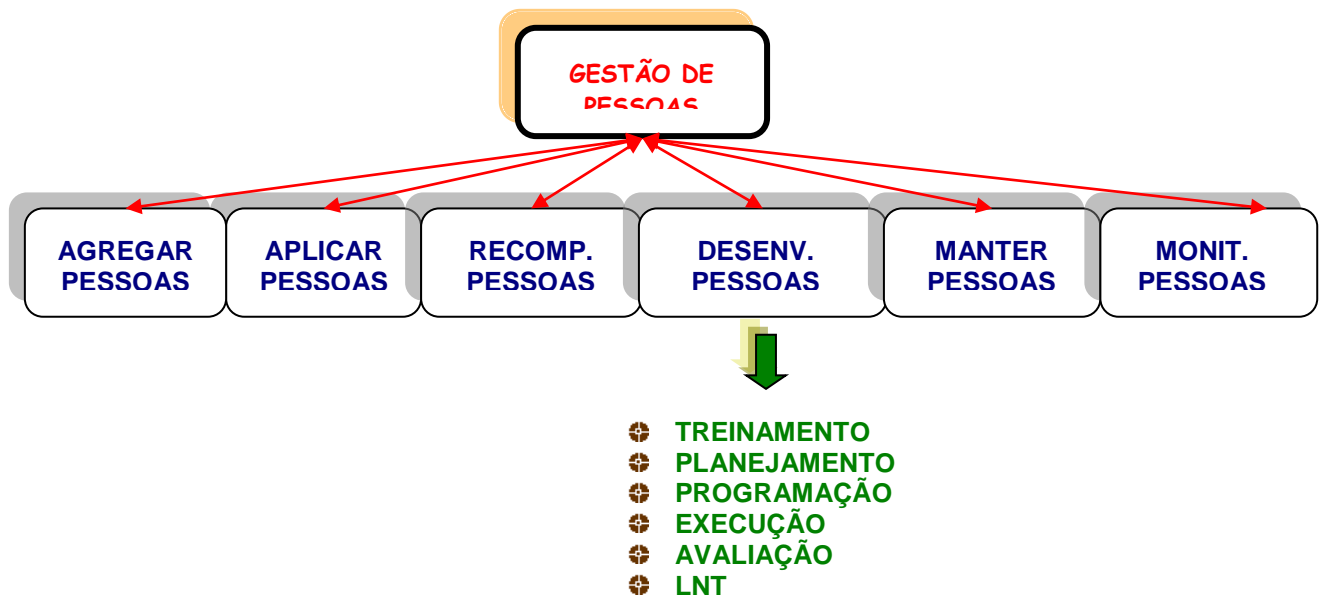 GESTÃO DE
PESSOAS
AGREGAR
PESSOAS
APLICAR
PESSOAS
RECOMP.
PESSOAS
DESENV.
PESSOAS
MANTER
PESSOAS
MONIT.
PESSOAS
TREINAMENTO
PLANEJAMENTO
PROGRAMAÇÃO
EXECUÇÃO
AVALIAÇÃO
LNT